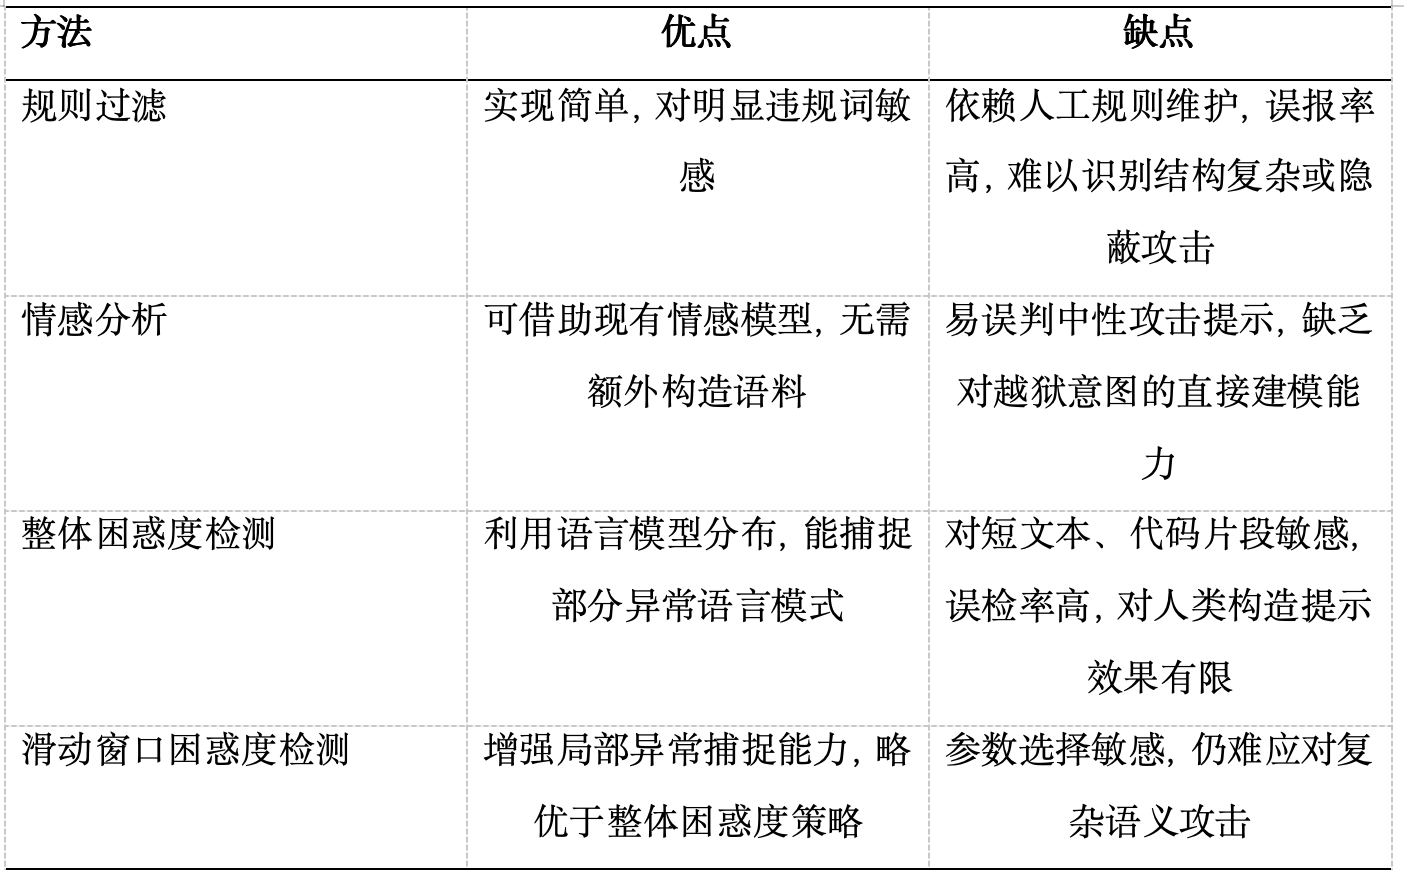 方法
优点
缺点
规则过滤
实现简单, 对明显违规词敏
感
依赖人工规则维护, 误报率
高, 难以识别结构复杂或隐
蔽攻击
情感分析
可借助现有情感模型, 无需
额外构造语料
易误判中性攻击提示, 缺乏
对越狱意图的直接建模能
力
整体困惑度检测
利用语言模型分布, 能捕捉
部分异常语言模式
对短文本、代码片段敏感,
误检率高, 对人类构造提示
效果有限
滑动窗口困惑度检测
增强局部异常捕捉能力, 略
优于整体困惑度策略
参数选择敏感, 仍难应对复
杂语义攻击